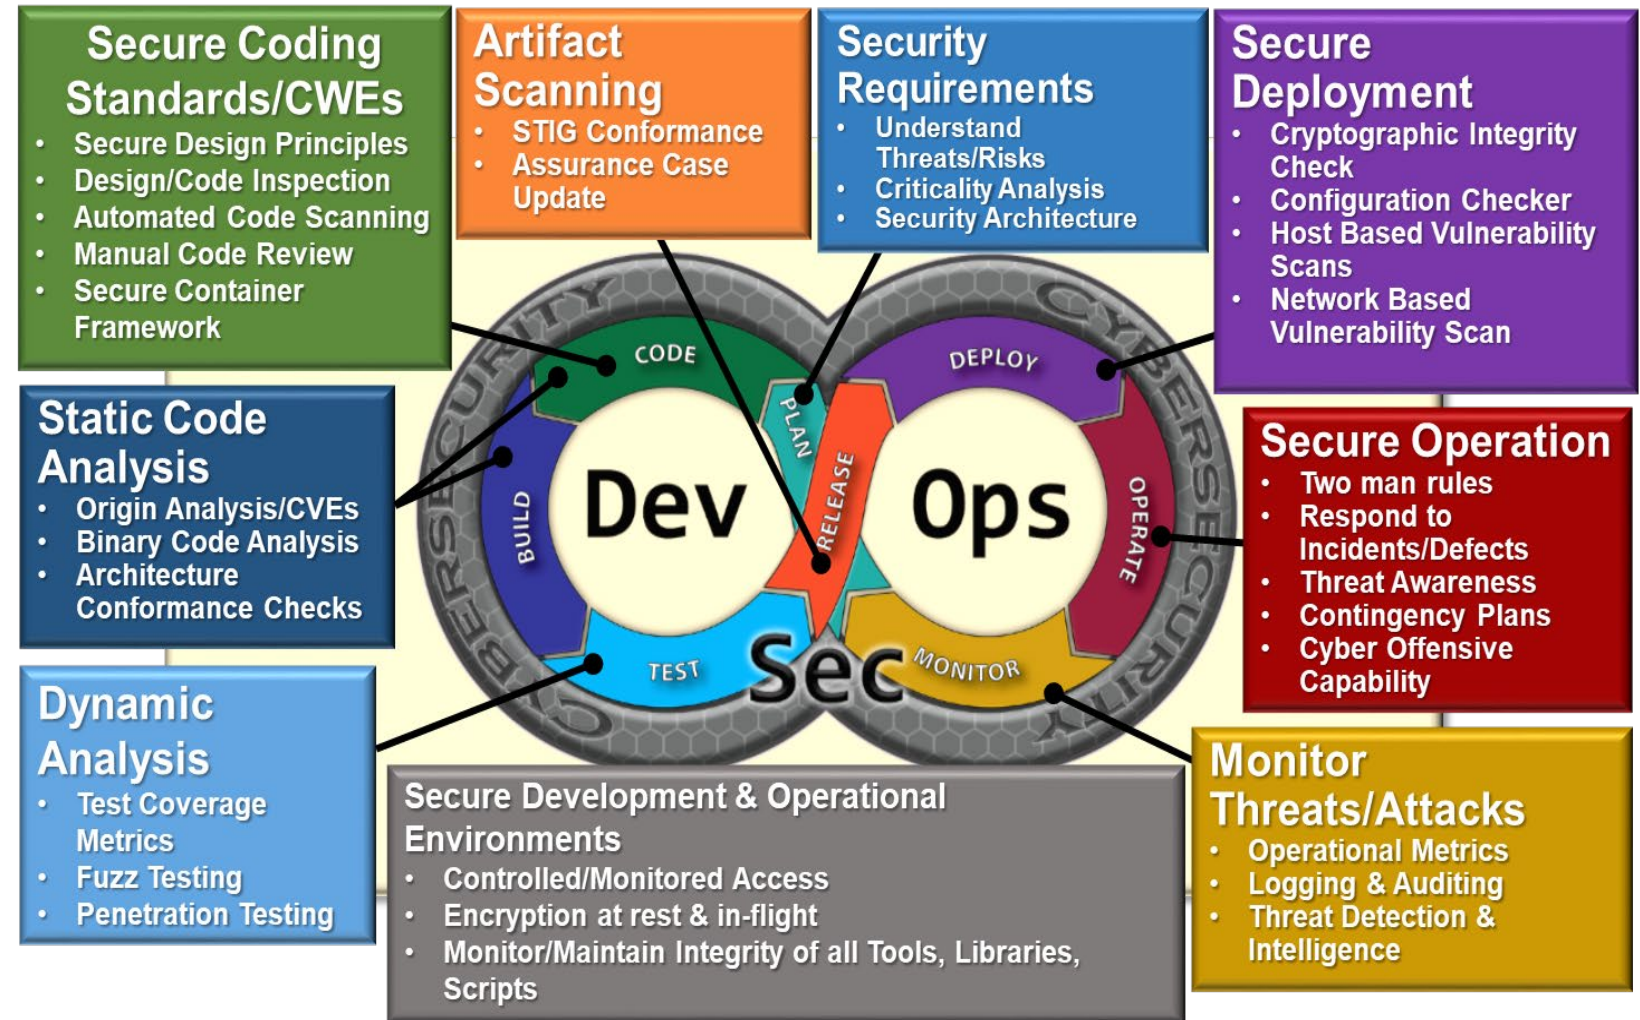 Secure Coding
Standards/CWEs
• Secure Design Principles
• Design/Code Inspection
• Automated Code Scanning
• Manual Code Review
• Secure Container
Framework
Artifact
Scanning
• STIG Conformance
• Assurance Case
Update
Security
Requirements
• Understand
Threats/Risks
• Criticality Analysis
• Security Architecture
Secure
Deployment
• Cryptographic Integrity
Check
• Configuration Checker
• Host Based Vulnerability
Scans
• Network Based
Vulnerability Scan
Static Code
Analysis
• Origin Analysis/CVEs
• Binary Code Analysis
• Architecture
Conformance Checks
CYBERSECURITY
CYBERSECURITY
CODE
PLAN
RELEASE
DEPLOY
BUILD
Dev
Ops
OPERATE
TEST
Sec
MONITOR
Secure Operation
• Two man rules
• Respond to
Incidents/Defects
• Threat Awareness
• Contingency Plans
• Cyber Offensive
Capability
Dynamic
Analysis
• Test Coverage
Metrics
• Fuzz Testing
• Penetration Testing
Secure Development & Operational
Environments
• Controlled/Monitored Access
• Encryption at rest & in-flight
• Monitor/Maintain Integrity of all Tools, Libraries,
Scripts
Monitor
Threats/Attacks
• Operational Metrics
• Logging & Auditing
• Threat Detection &
Intelligence